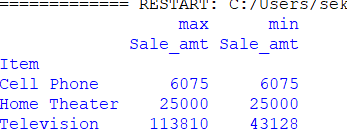 ============= RESTART: C:/Users/sek
max min
Sale_amt Sale_amt
Item
Cell Phone 6075 6075
Home Theater 25000 25000
Television 113810 43128